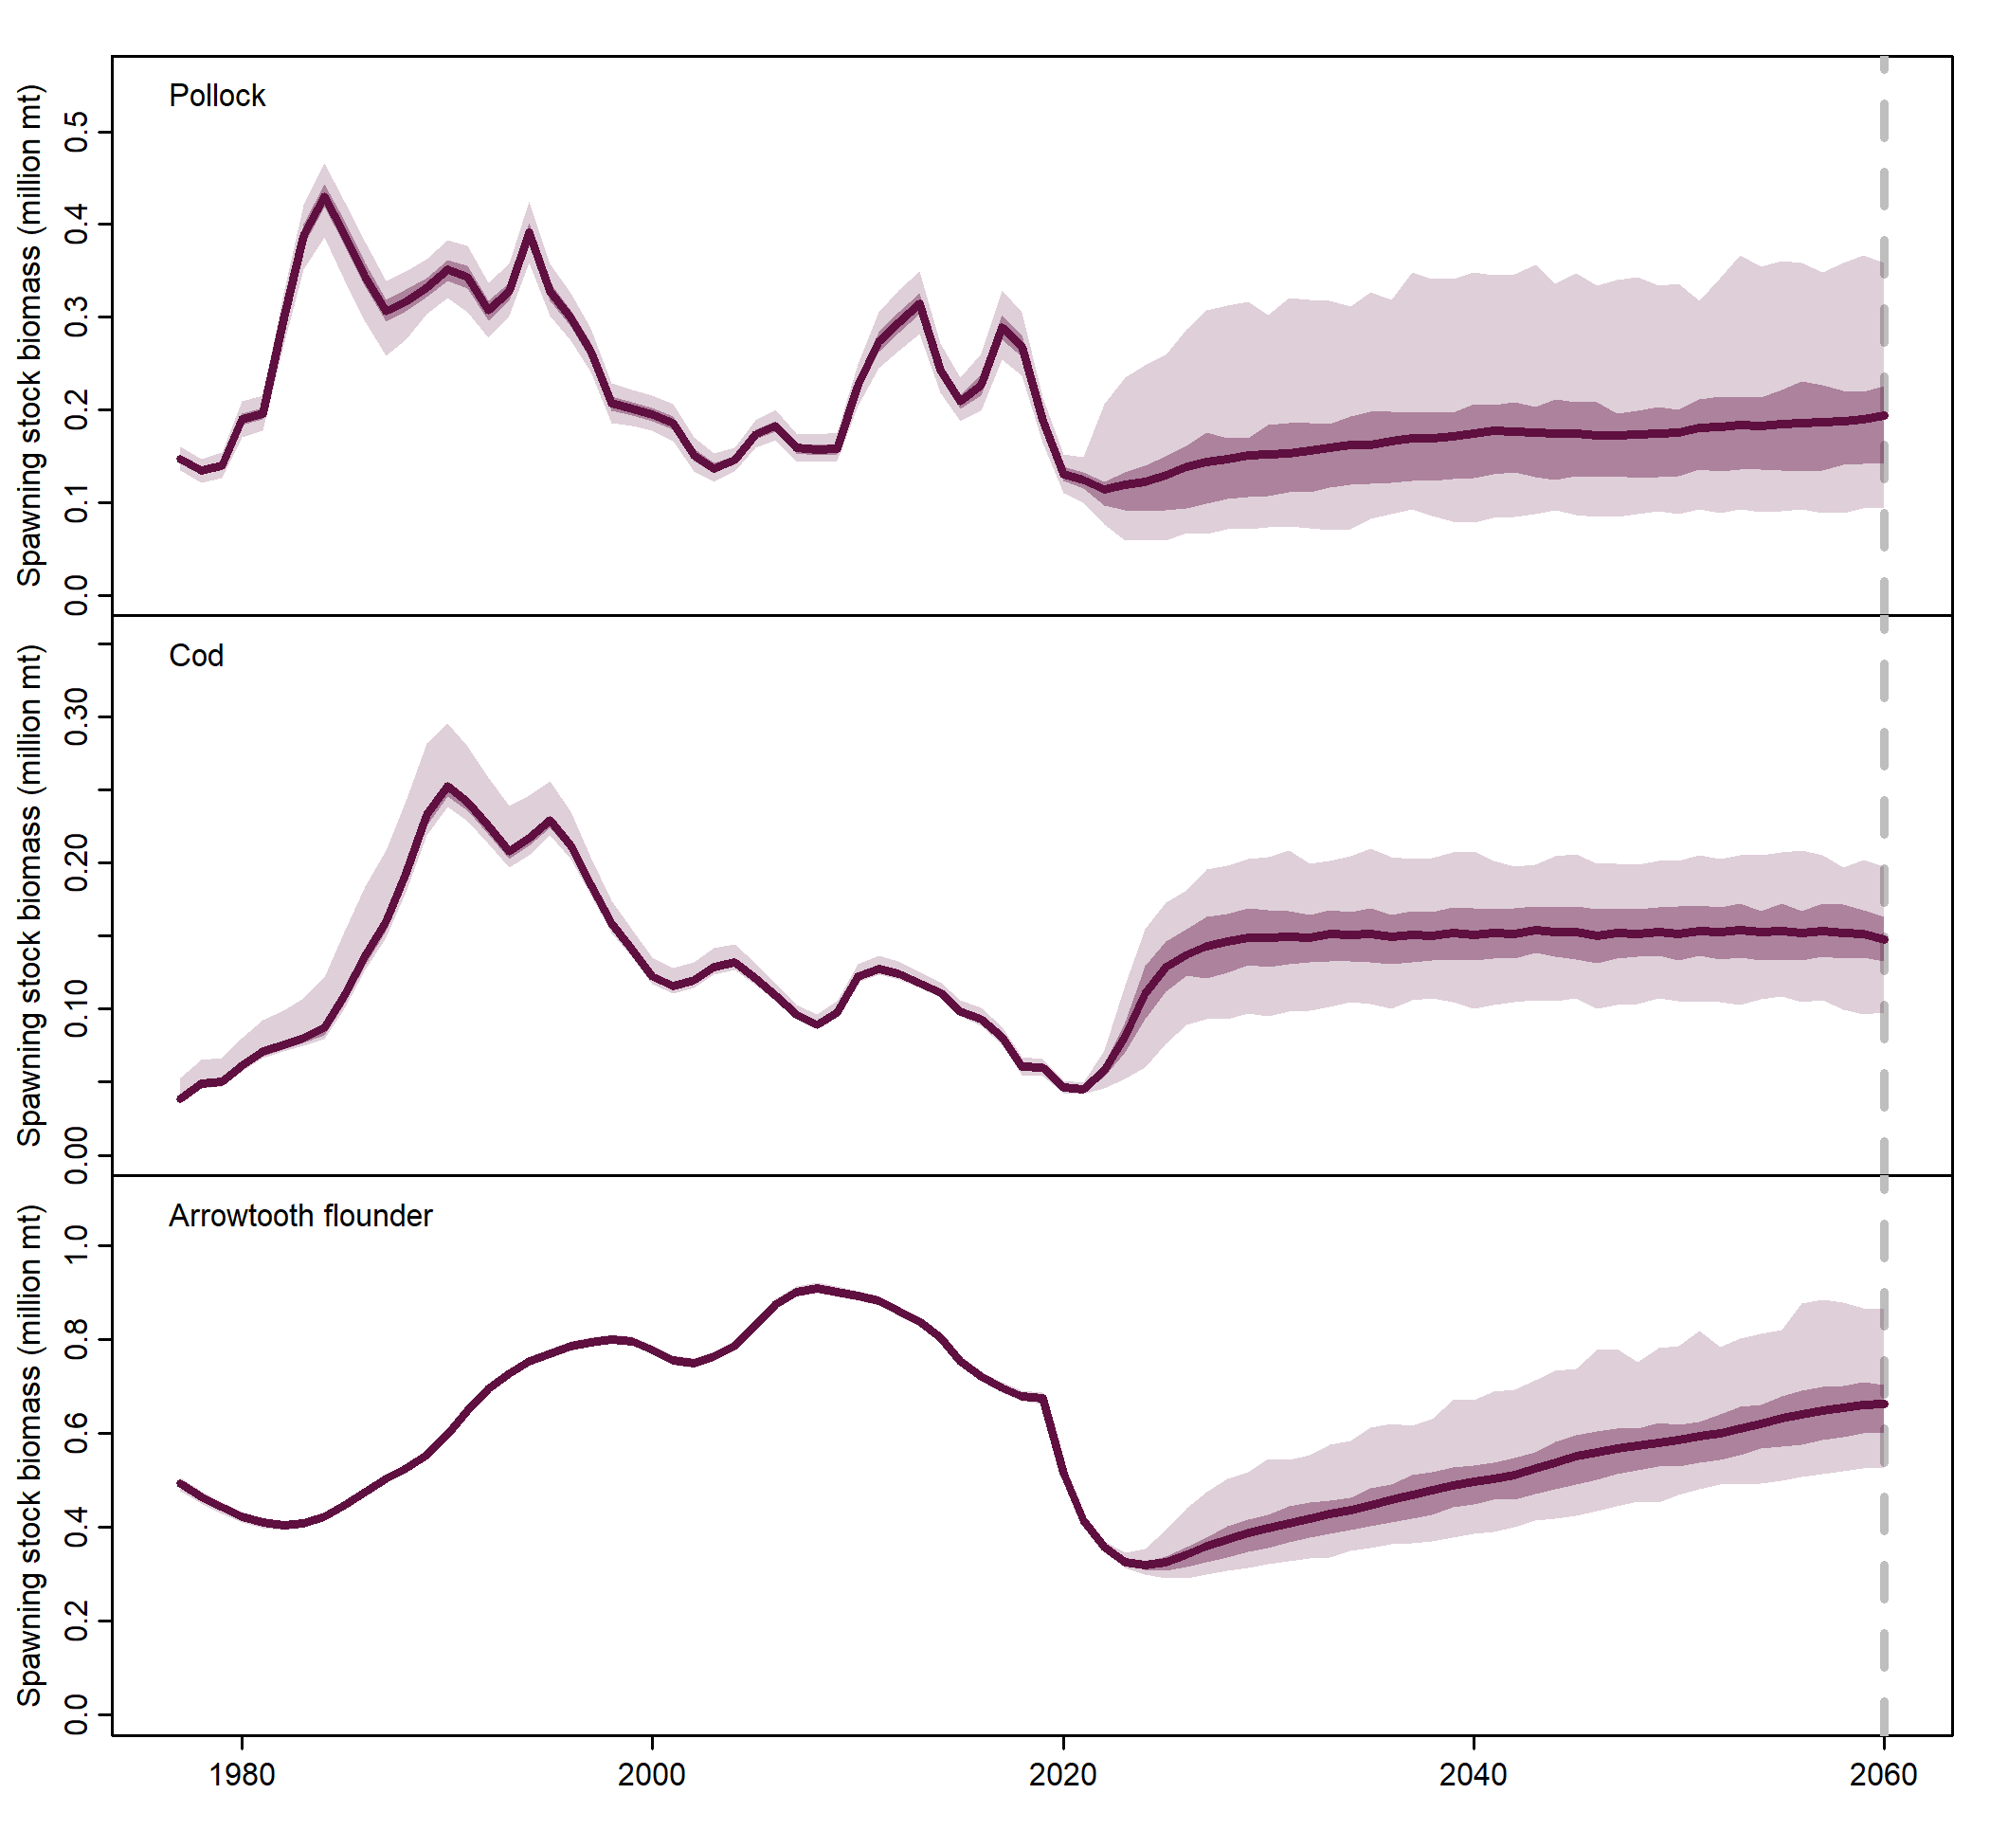 Pollock
Spawning stock biomass (million mt)
0.5
0.4
0.3
0.2
0.1
0.0
Cod
Spawning stock biomass (million mt)
0.30
0.20
0.10
0.00
Arrowtooth flounder
Spawning stock biomass (million mt)
1.0
0.8
0.6
0.4
0.2
0.0
1980 2000 2020 2040 2060